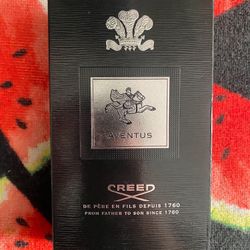 AVENTUS
CREED
DE PÈRE EN FILS DEPUIS 1760
FROM FATHER TO SON SINCE 1760